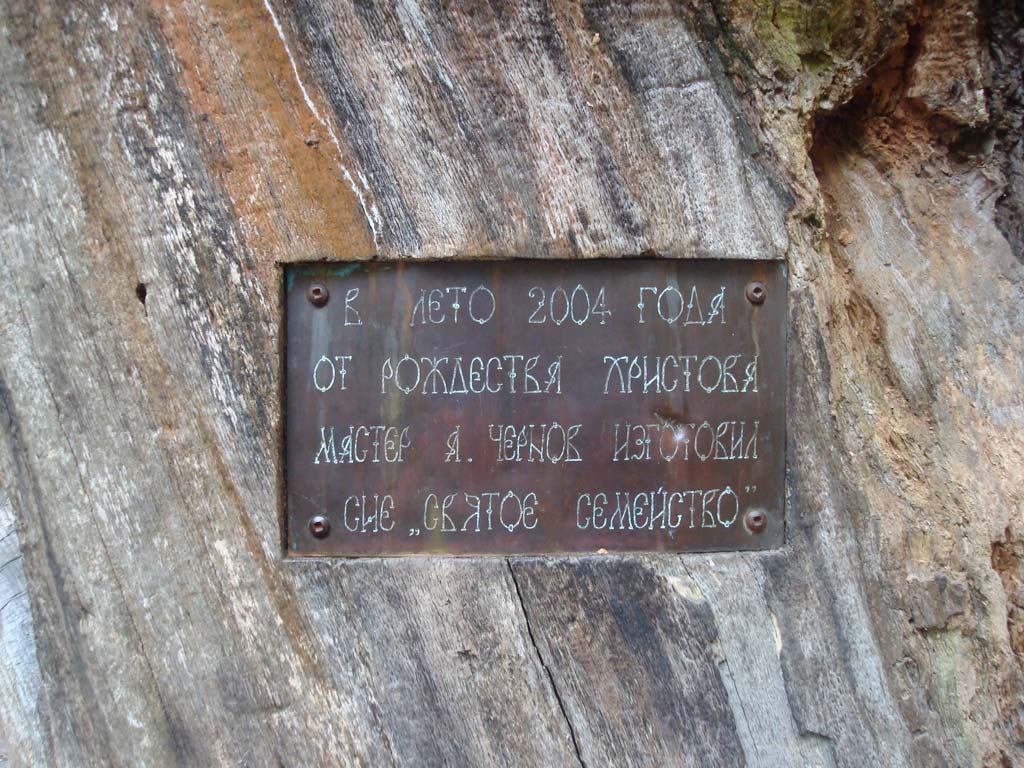 В ЛЕТО 2004 ГОДА
ОТ РОЖДЕСТВА ХРИСТОВА
МАСТЕР А. ЧЕРНОВ ИЗГОТОВИЛ
СИЕ „СВЯТОЕ СЕМЕЙСТВО”